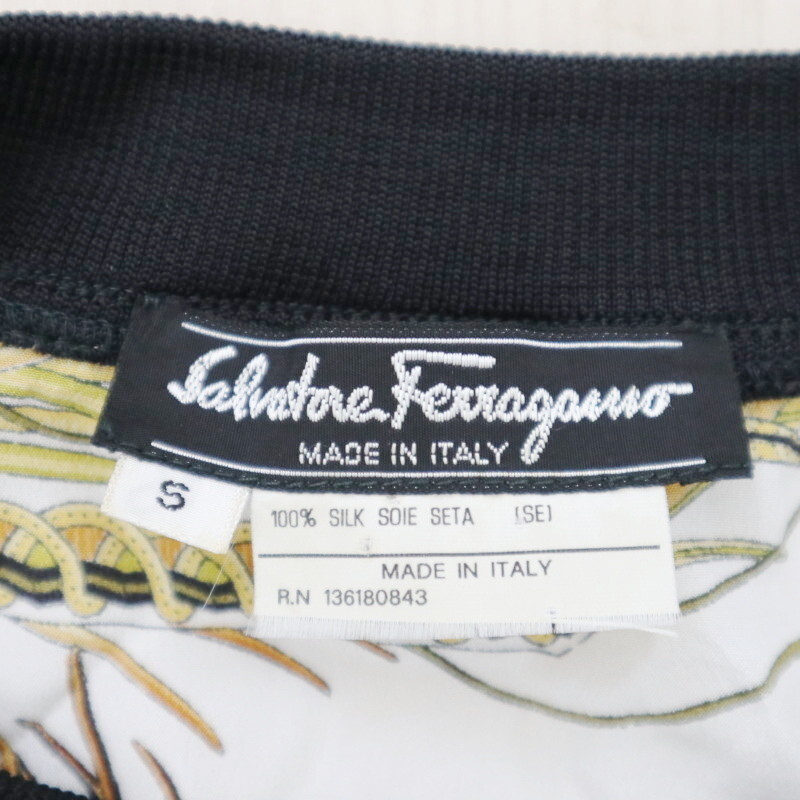 Salvatore Ferragamo
MADE IN ITALY
S
100% SILK SOIE SETA (SE)
MADE IN ITALY
R.N 136180843